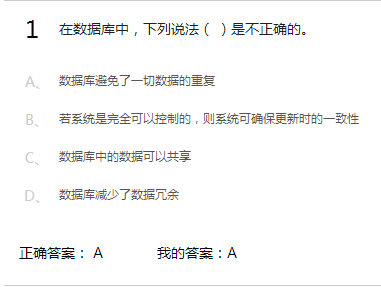 1 在数据库中，下列说法（ ）是不正确的。
A、 数据库避免了一切数据的重复
B、 若系统是完全可以控制的，则系统可确保更新时的一致性
C、 数据库中的数据可以共享
D、 数据库减少了数据冗余
正确答案： A 我的答案：A